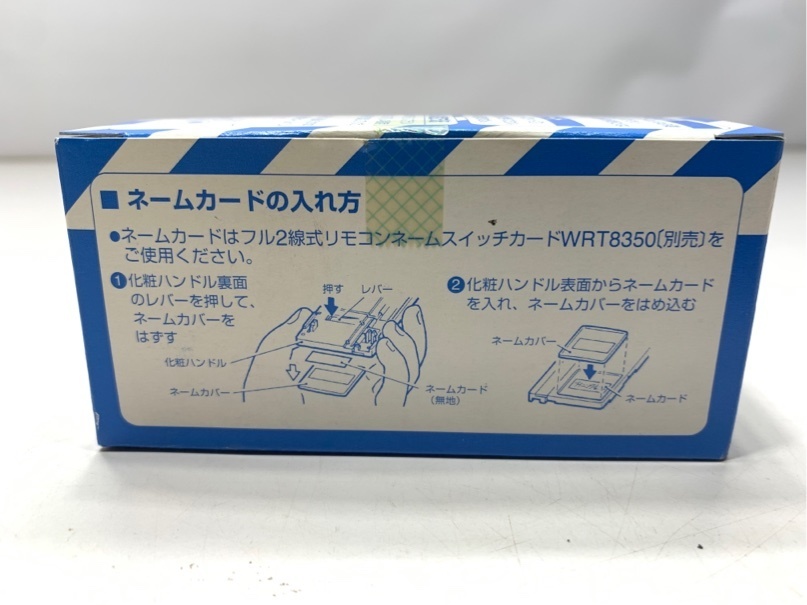 ■ ネームカードの入れ方
●ネームカードはフル2線式リモコンネームスイッチカードWRT8350〔別売〕を
ご使用ください。
❶化粧ハンドル裏面
のレバーを押して、
ネームカバーを
はずす
押す
レバー
化粧ハンドル
ネームカバー
ネームカード
(無地)
❷化粧ハンドル表面からネームカード
を入れ、ネームカバーをはめ込む
ネームカバー
ネームカード